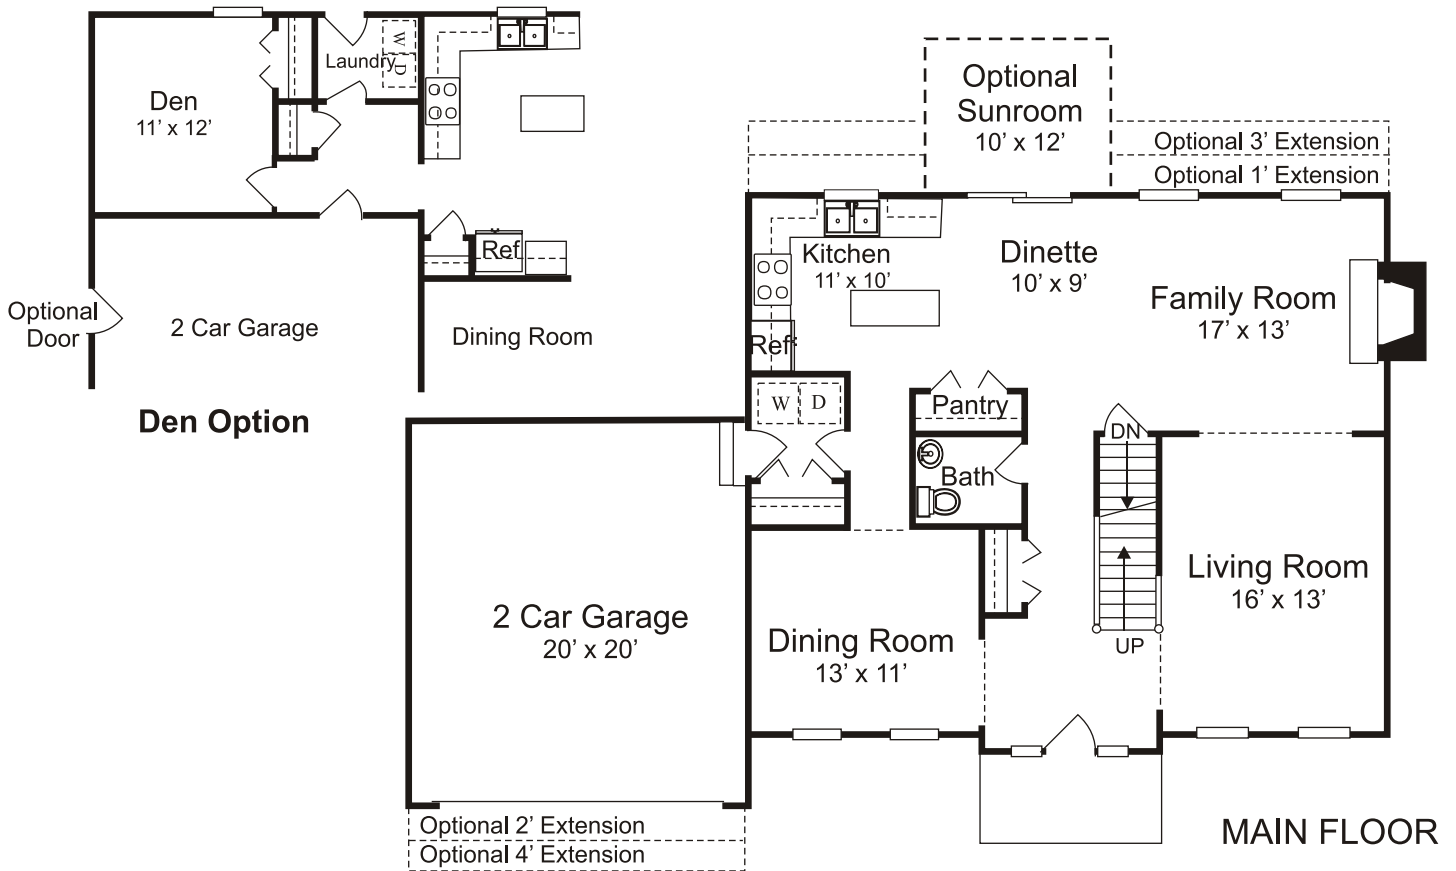 Den
11’ x 12’
Laundry
W
D
Ref
Optional
Door
2 Car Garage
Dining Room
Den Option
Optional
Sunroom
10’ x 12’
Optional 3’ Extension
Optional 1’ Extension
Kitchen
11’ x 10’
Dinette
10’ x 9’
Family Room
17’ x 13’
Ref
W D
Pantry
DN
Bath
Living Room
16’ x 13’
2 Car Garage
20’ x 20’
Dining Room
13’ x 11’
UP
Optional 2’ Extension
Optional 4’ Extension
MAIN FLOOR